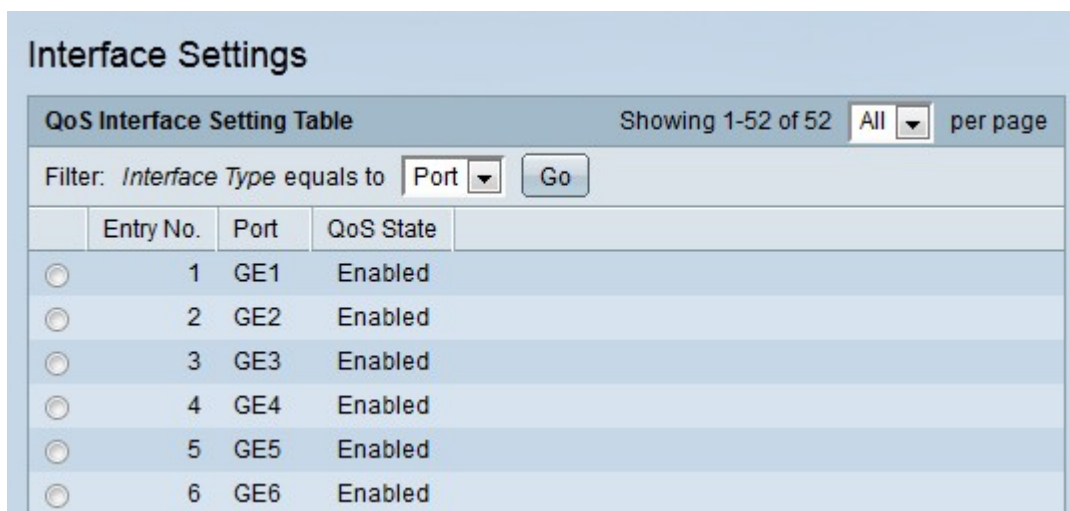 Interface Settings
QoS Interface Setting Table Showing 1-52 of 52 All per page
Filter: Interface Type equals to Port Go
Entry No. Port QoS State
1 GE1 Enabled
2 GE2 Enabled
3 GE3 Enabled
4 GE4 Enabled
5 GE5 Enabled
6 GE6 Enabled